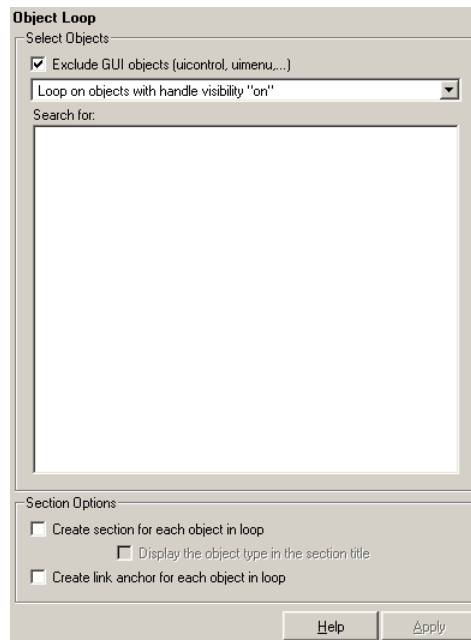 Object Loop
Select Objects
Exclude GUI objects (uicontrol, uimenu,...)
Loop on objects with handle visibility "on"
Search for:
Section Options
Create section for each object in loop
Display the object type in the section title
Create link anchor for each object in loop
Help
Apply